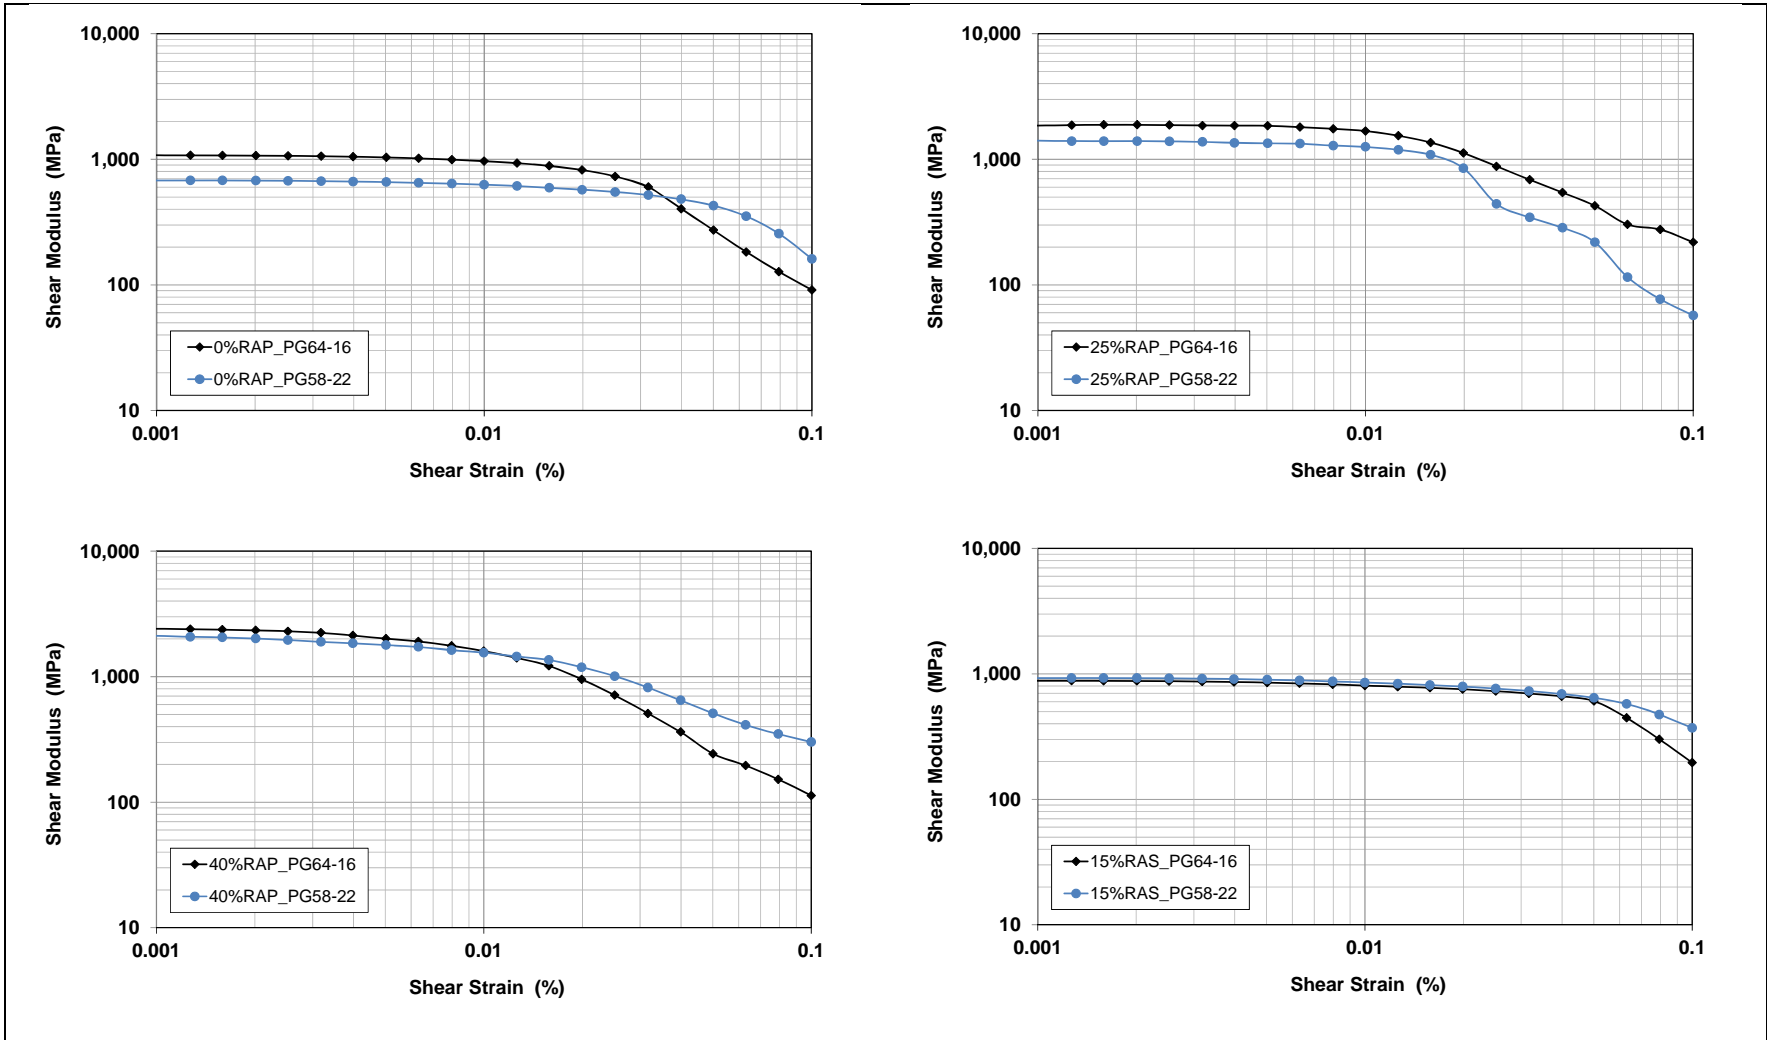 10,000
1,000
100
10
0.001
0.01
0.1
Shear Modulus (MPa)
Shear Strain (%)
0%RAP_PG64-16
0%RAP_PG58-22
10,000
1,000
100
10
0.001
0.01
0.1
Shear Modulus (MPa)
Shear Strain (%)
25%RAP_PG64-16
25%RAP_PG58-22
10,000
1,000
100
10
0.001
0.01
0.1
Shear Modulus (MPa)
Shear Strain (%)
40%RAP_PG64-16
40%RAP_PG58-22
10,000
1,000
100
10
0.001
0.01
0.1
Shear Modulus (MPa)
Shear Strain (%)
15%RAS_PG64-16
15%RAS_PG58-22